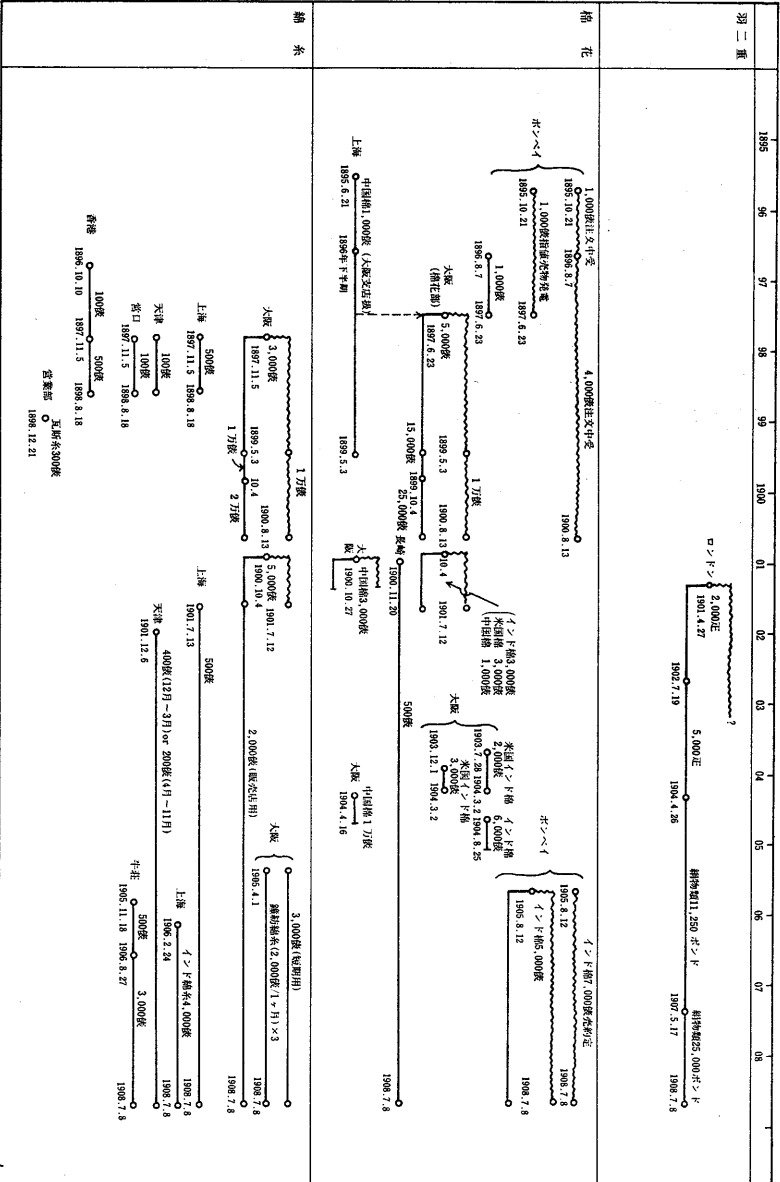 1895
96
97
98
99
1900
01
02
03
04
05
06
07
08
羽二重
ロンドン
2,000疋
1901.4.27
?
1902.7.19
5,000疋
1904.4.26
絹物類11,250 ポンド
1907.5.17
絹物類25,000ポンド
1908.7.8
棉花
ボンベイ
1,000俵注文中受
1895.10.21
1896.8.7
4,000俵注文中受
1900.8.13
1,000俵指値売物発電
1895.10.21
1897.6.23
1,000俵
1896.8.7
1897.6.23
大阪
(棉花部)
5,000俵
1897.6.23
1899.5.3
1万俵
1900.8.13
15,000俵
1899.10.4
25,000俵
上海
中国棉1,000俵 (大阪支店扱)
1895.6.21
1896年下半期
1899.5.3
10.4
1901.7.12
インド棉3,000俵
米国棉 3,000俵
中国棉 1,000俵
長崎
1900.11.20
500俵
1908.7.8
大阪
中国棉3,000俵
1900.10.27
大阪
米国インド棉
2,000俵
1903.7.28
1904.3.2
インド棉
6,000俵
1904.8.25
米国インド棉
3,000俵
1903.12.1
1904.3.2
大阪
中国棉1万俵
1904.4.16
ボンベイ
インド棉7,000俵売約定
1905.8.12
1908.7.8
インド棉5,000俵
1905.8.12
1908.7.8
綿糸
大阪
3,000俵
1897.11.5
1万俵
1899.5.3
1900.8.13
1万俵
10.4
2万俵
5,000俵
1900.10.4
1901.7.12
2,000俵(販売店用)
1908.7.8
大阪
3,000俵(短期用)
1905.4.1
鐘紡綿糸(2,000俵/1ヶ月)×3
1908.7.8
上海
500俵
1897.11.5
1898.8.18
上海
1901.7.13
500俵
1908.7.8
天津
100俵
営口
100俵
1897.11.5
1898.8.18
天津
1901.12.6
400俵(12月~3月)or 200俵(4月~11月)
上海
インド綿糸4,000俵
1906.2.24
1908.7.8
牛荘
500俵
1905.11.18
1906.8.27
3,000俵
1908.7.8
香港
100俵
1896.10.10
1897.11.5
500俵
1898.8.18
営業部
瓦斯糸300俵
1898.12.21